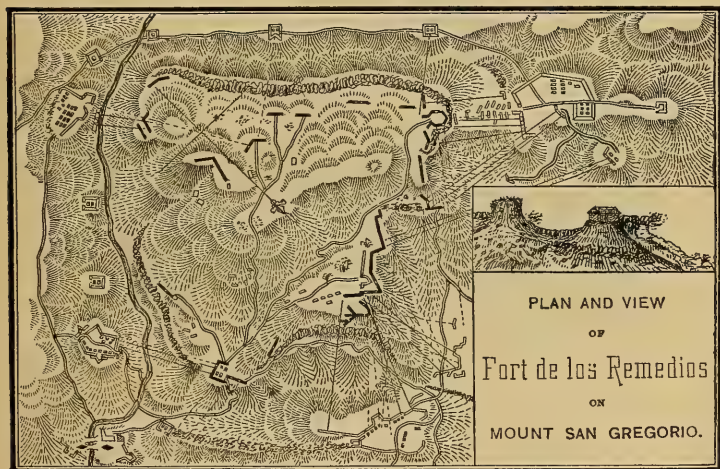 PLAN AND VIEW
OF
Fort de los Remedios
ON
MOUNT SAN GREGORIO.